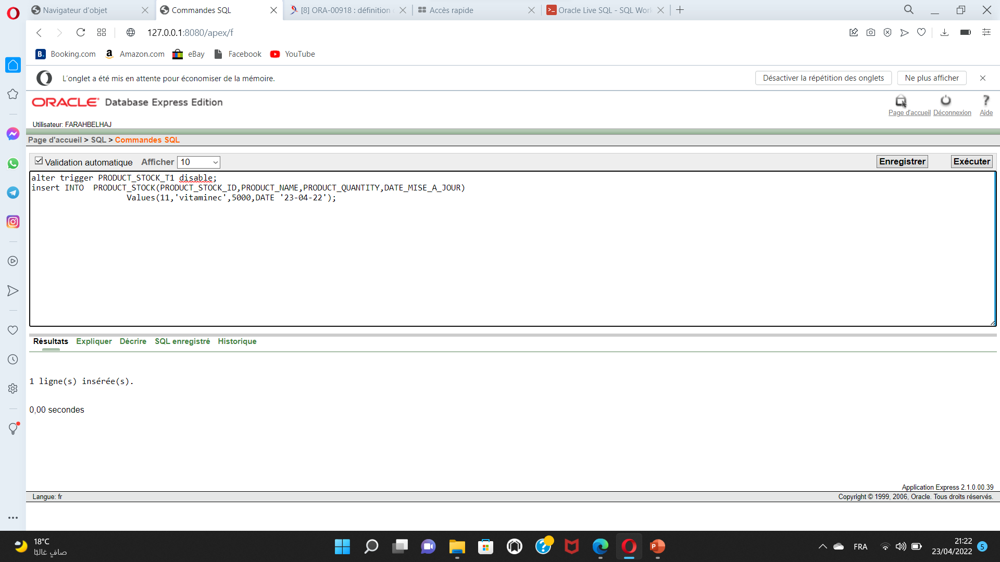 Navigateur d'objet
Commandes SQL
[8] ORA-00918 : définition
Accès rapide
Oracle Live SQL - SQL Wor
127.0.0.1:8080/apex/f
Booking.com
Amazon.com
eBay
Facebook
YouTube
L'onglet a été mis en attente pour économiser de la mémoire.
Désactiver la répétition des onglets
Ne plus afficher
ORACLE Database Express Edition
Page d'accueil
Déconnexion
Aide
Utilisateur: FARAHBELHAJ
Page d'accueil > SQL > Commandes SQL
Validation automatique
Afficher
10
Enregistrer
Exécuter
alter trigger PRODUCT_STOCK_T1 disable;
insert INTO  PRODUCT_STOCK(PRODUCT_STOCK_ID,PRODUCT_NAME,PRODUCT_QUANTITY,DATE_MISE_A_JOUR)
Values(11,'vitaminec',5000,DATE '23-04-22');
Résultats
Expliquer
Décrire
SQL enregistré
Historique
1 ligne(s) insérée(s).
0,00 secondes
Application Express 2.1.0.00.39
Langue: fr
Copyright © 1999, 2006, Oracle. Tous droits réservés.
18°C
صافٍ غالبًا
FRA
21:22
23/04/2022
5